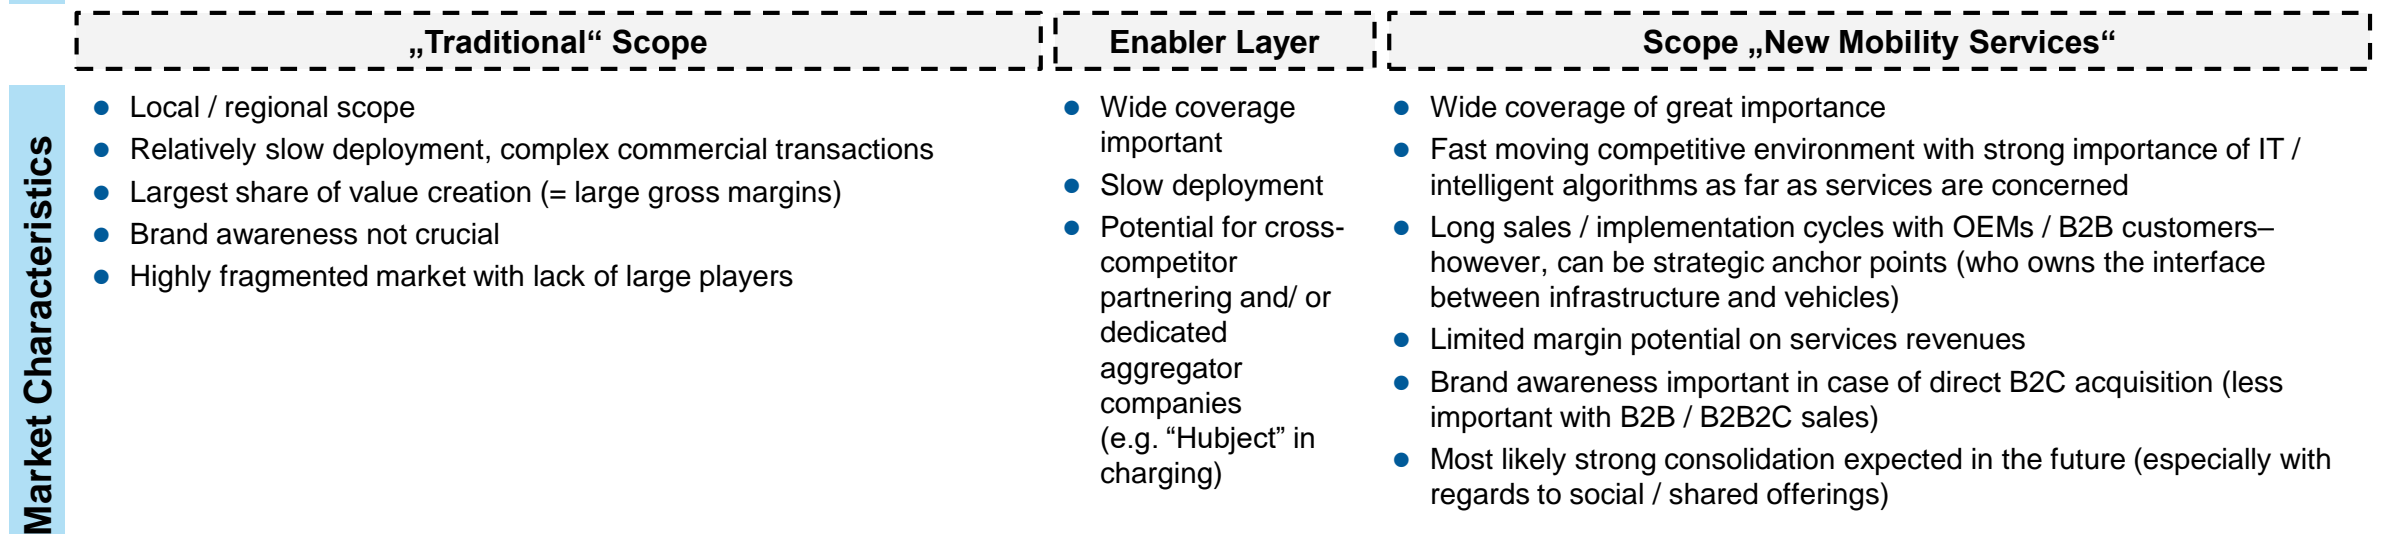 „Traditional“ Scope
Enabler Layer
Scope „New Mobility Services“
Market Characteristics
Local / regional scope
Relatively slow deployment, complex commercial transactions
Largest share of value creation (= large gross margins)
Brand awareness not crucial
Highly fragmented market with lack of large players
Wide coverage
important
Slow deployment
Potential for cross-
competitor
partnering and/ or
dedicated
aggregator
companies
(e.g. “Hubject” in
charging)
Wide coverage of great importance
Fast moving competitive environment with strong importance of IT /
intelligent algorithms as far as services are concerned
Long sales / implementation cycles with OEMs / B2B customers–
however, can be strategic anchor points (who owns the interface
between infrastructure and vehicles)
Limited margin potential on services revenues
Brand awareness important in case of direct B2C acquisition (less
important with B2B / B2B2C sales)
Most likely strong consolidation expected in the future (especially with
regards to social / shared offerings)